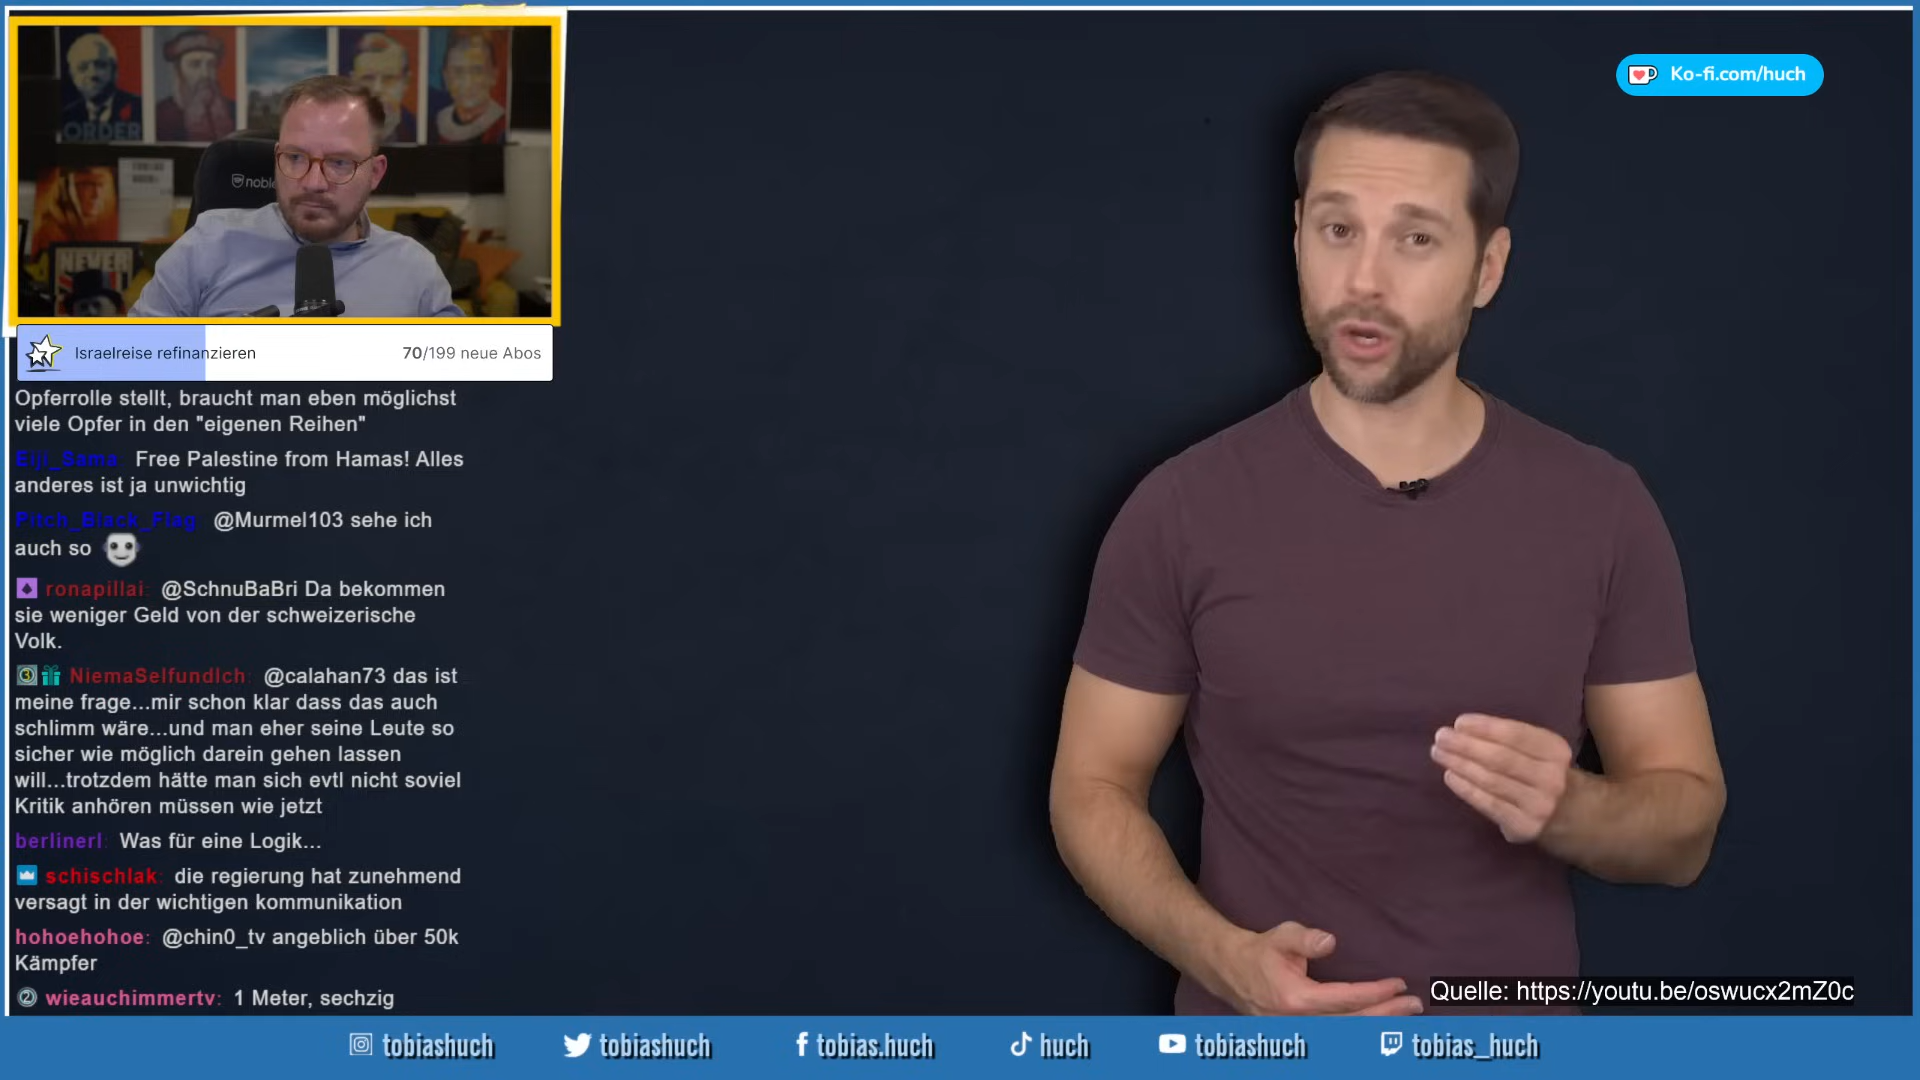 ORDER
noble
NEVER
Ko-fi.com/huch
Israelreise refinanzieren
70/199 neue Abos
Opferrolle stellt, braucht man eben möglichst
viele Opfer in den "eigenen Reihen"
Eiji_Sama: Free Palestine from Hamas! Alles
anderes ist ja unwichtig
Pitch_Black_Flag: @Murmel103 sehe ich
auch so
ronapillai: @SchnuBaBri Da bekommen
sie weniger Geld von der schweizerische
Volk.
NiemaSelfundIch: @calahan73 das ist
meine frage...mir schon klar dass das auch
schlimm wäre...und man eher seine Leute so
sicher wie möglich darein gehen lassen
will...trotzdem hätte man sich evtl nicht soviel
Kritik anhören müssen wie jetzt
berlinerl: Was für eine Logik...
schischlak: die regierung hat zunehmend
versagt in der wichtigen kommunikation
hohoehohoe: @chin0_tv angeblich über 50k
Kämpfer
wieauchimmertv: 1 Meter, sechzig
Quelle: https://youtu.be/oswucx2mZ0c
tobiashuch
tobiashuch
tobias.huch
huch
tobiashuch
tobias_huch